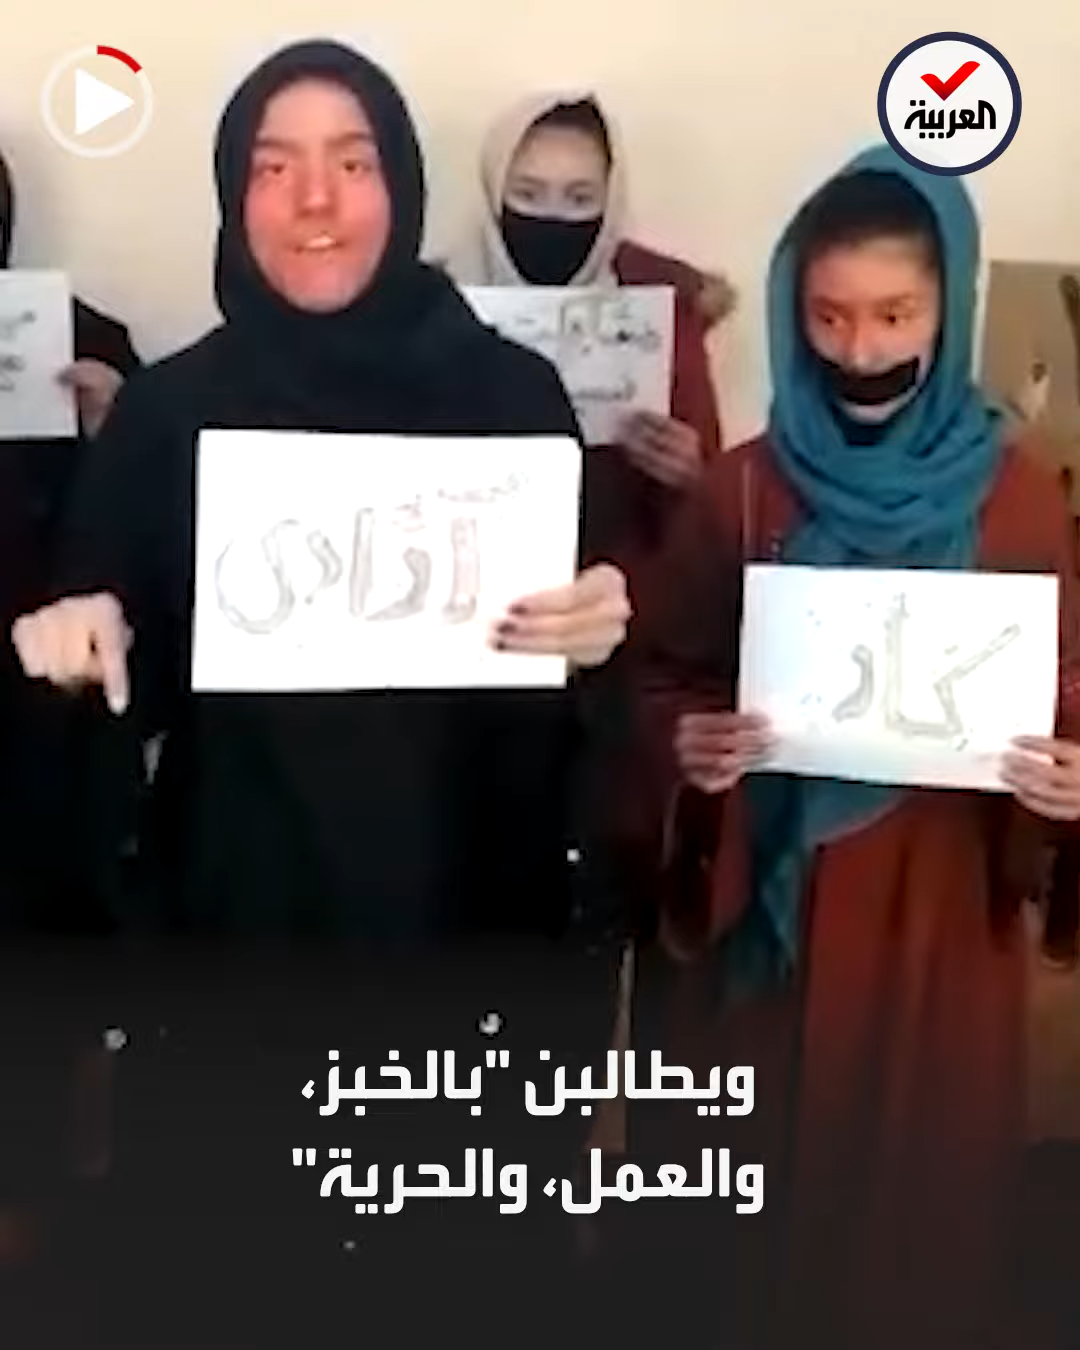 العربية
آزادی
کار
ويطالبن "بالخبز،
والعمل، والحرية"